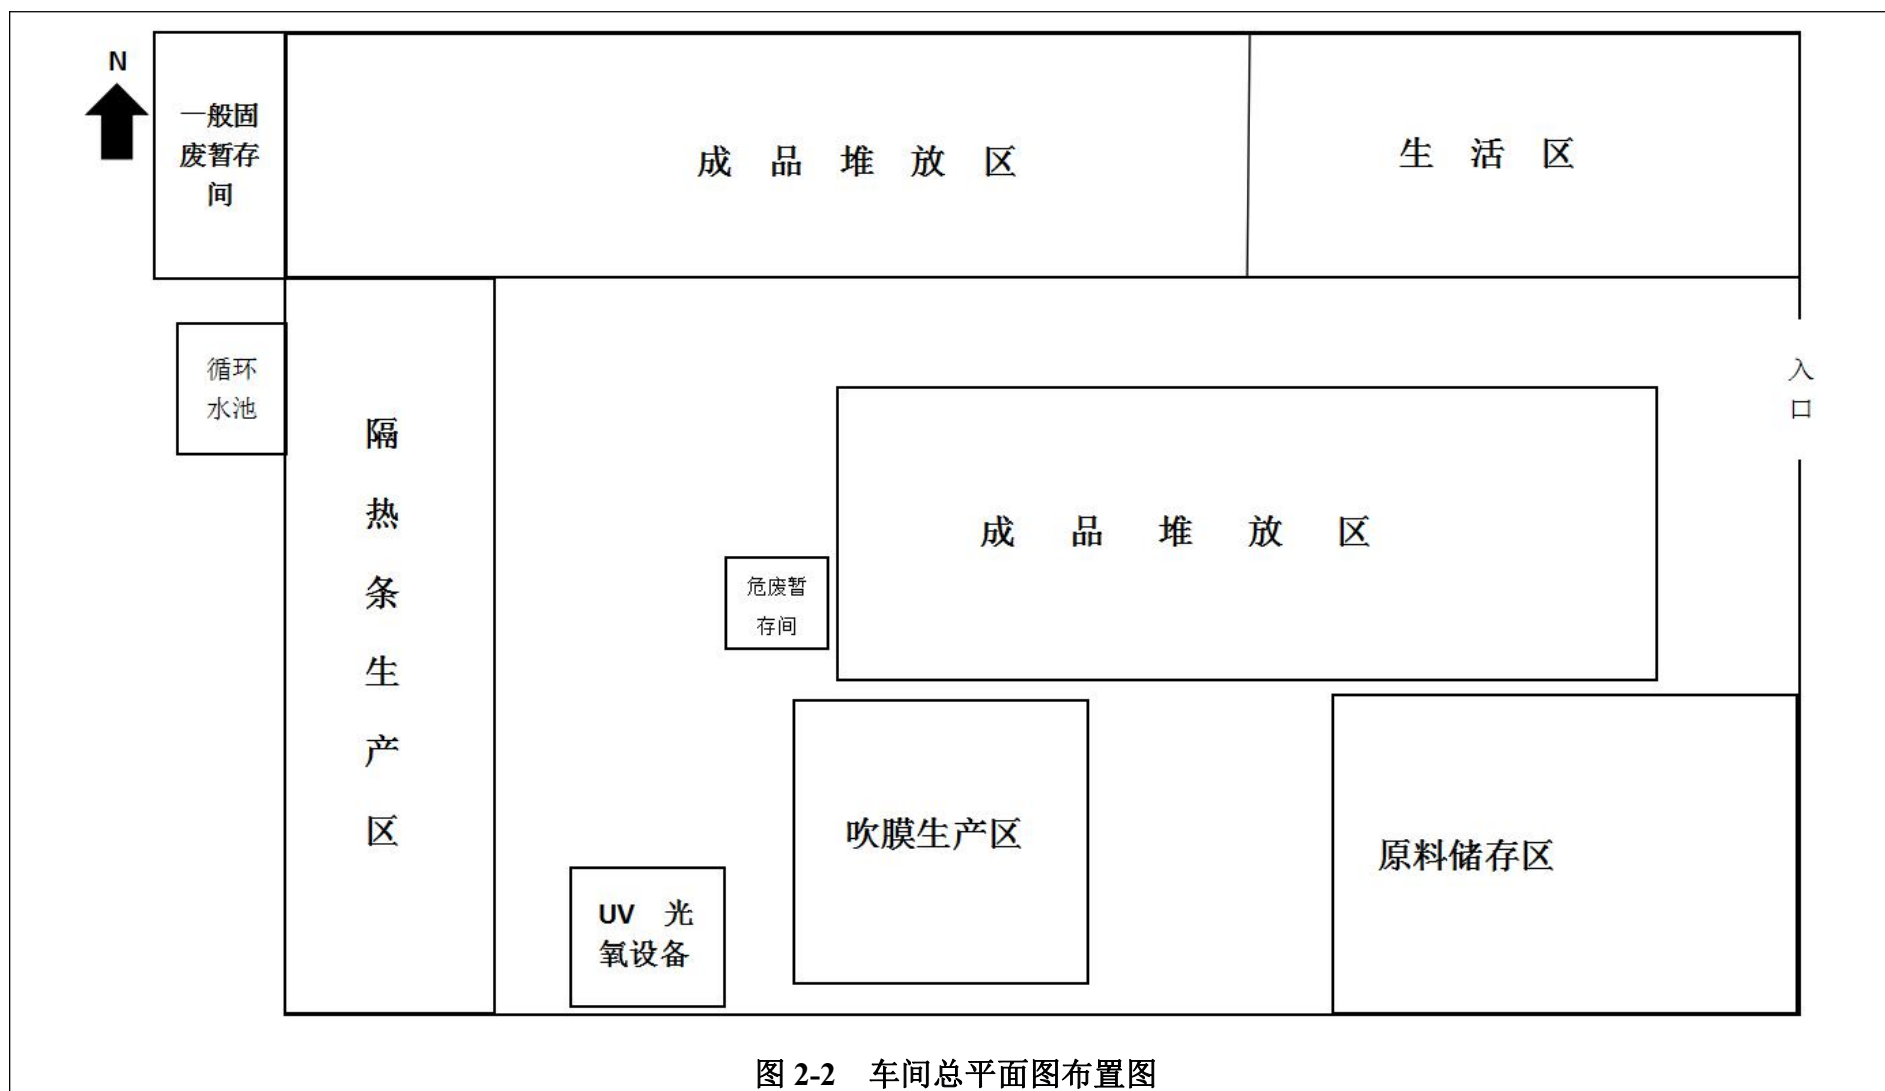 N
一般固
废暂存
间
成品堆放区
生活区
循环
水池
入
口
隔
热
条
生
产
区
成品堆放区
危废暂
存间
吹膜生产区
原料储存区
UV 光
氧设备
图 2-2 车间总平面图布置图